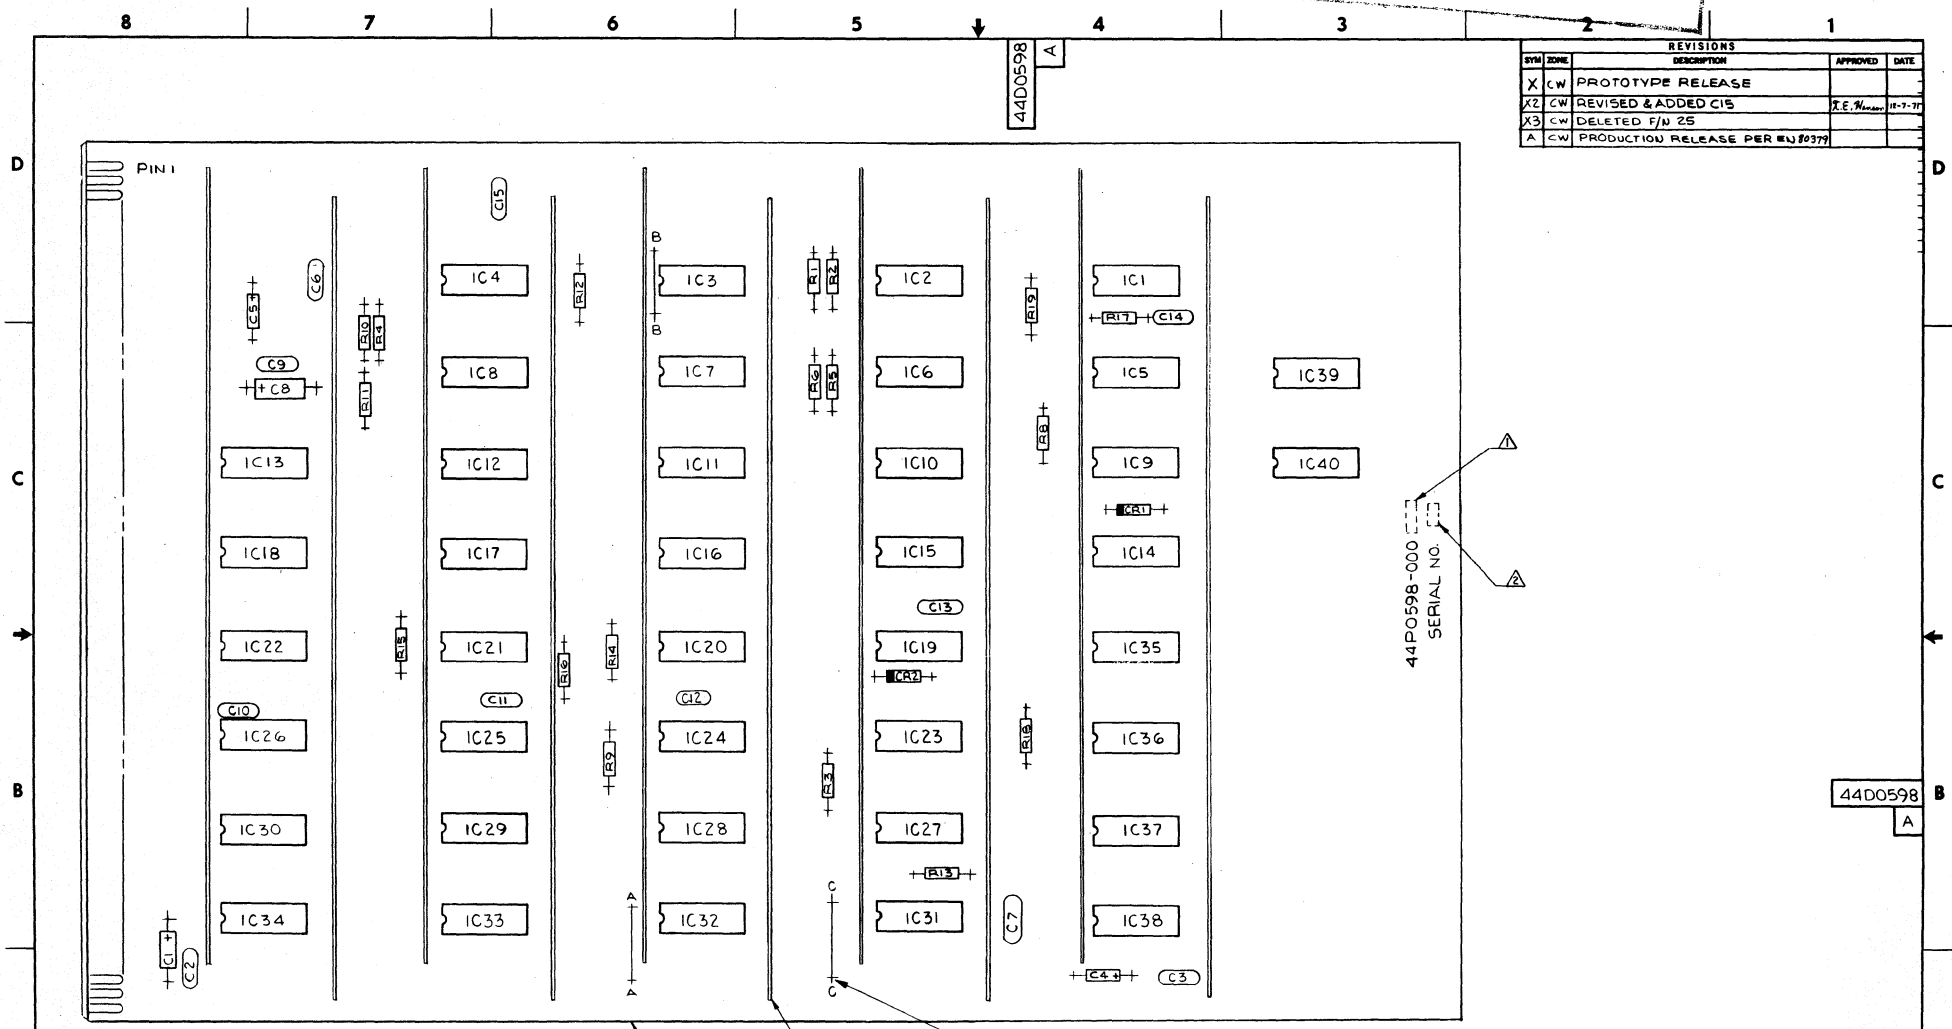 8 7 6 5 4 3 2 1
44D0598 A
REVISIONS
SYM ZONE DESCRIPTION APPROVED DATE
X CW PROTOTYPE RELEASE
X2 CW REVISED & ADDED C15
X3 CW DELETED F/N 25
A CW PRODUCTION RELEASE PER EN 80379
D D
PIN 1
C15
B
C6 IC4 R12 IC3 R1 R2 IC2 R19 IC1
C5 +
R17 C14
B
R10 R4
C9
+ C8 R11 IC8 IC7 R6 R5 IC6 IC5 IC39
R8
C IC13 IC12 IC11 IC10 IC9 IC40 C
1
CR1
IC18 IC17 IC16 IC15 IC14
44P0598-000
SERIAL NO.
2
C13
IC22 R15 IC21 R16 R14 IC20 IC19 IC35
CR2
C10 C11 C12
IC26 IC25 R9 IC24 IC23 R18 IC36
R3
B B
44D0598
A
IC30 IC29 IC28 IC27 IC37
R13
A C
IC34 IC33 IC32 IC31 C7 IC38
C1 +
C2 A C C4 + C3